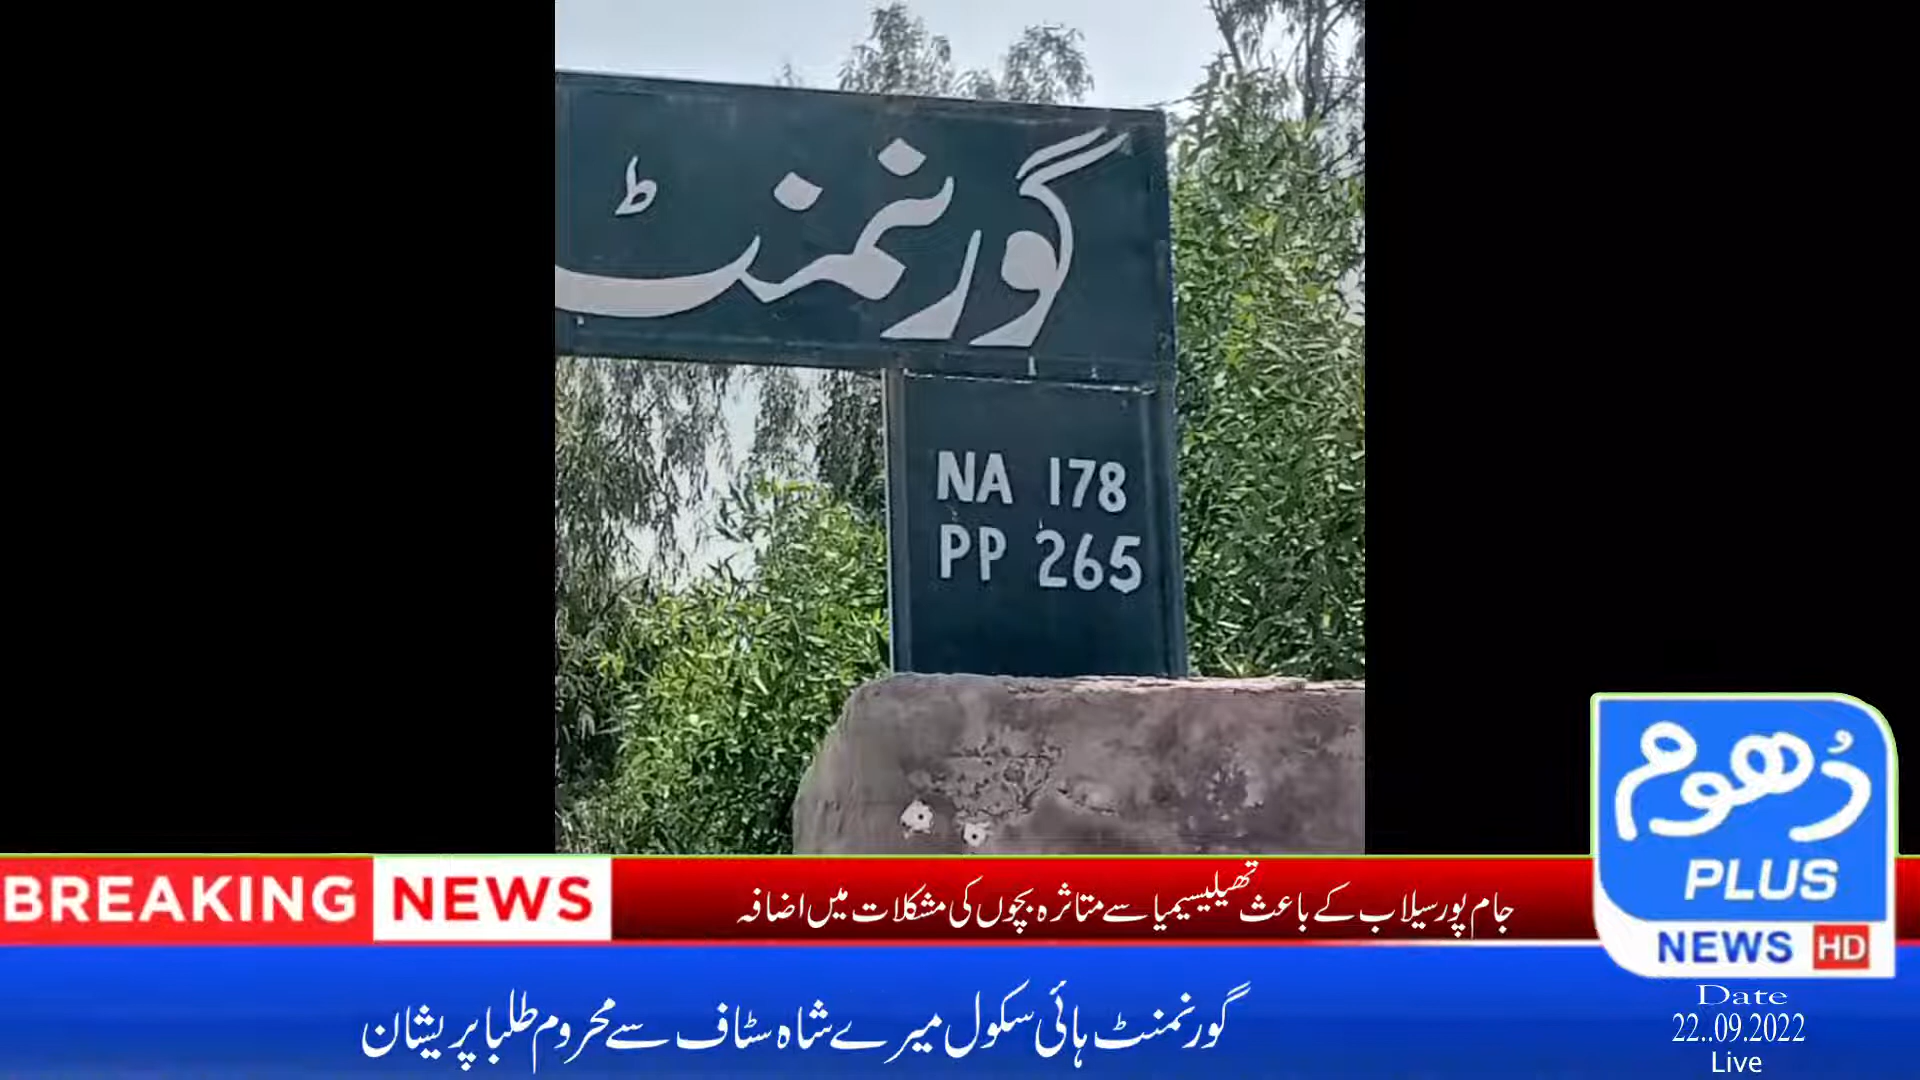 گورنمنٹ
NA 178
PP 265
دُھوم
PLUS
NEWS HD
BREAKING NEWS
جام پور سیلاب کے باعث تھیلیسیمیا سے متاثرہ بچوں کی مشکلات میں اضافہ
گورنمنٹ ہائی سکول میرے شاہ سٹاف سے محروم طلبا پریشان
Date
22..09.2022
Live